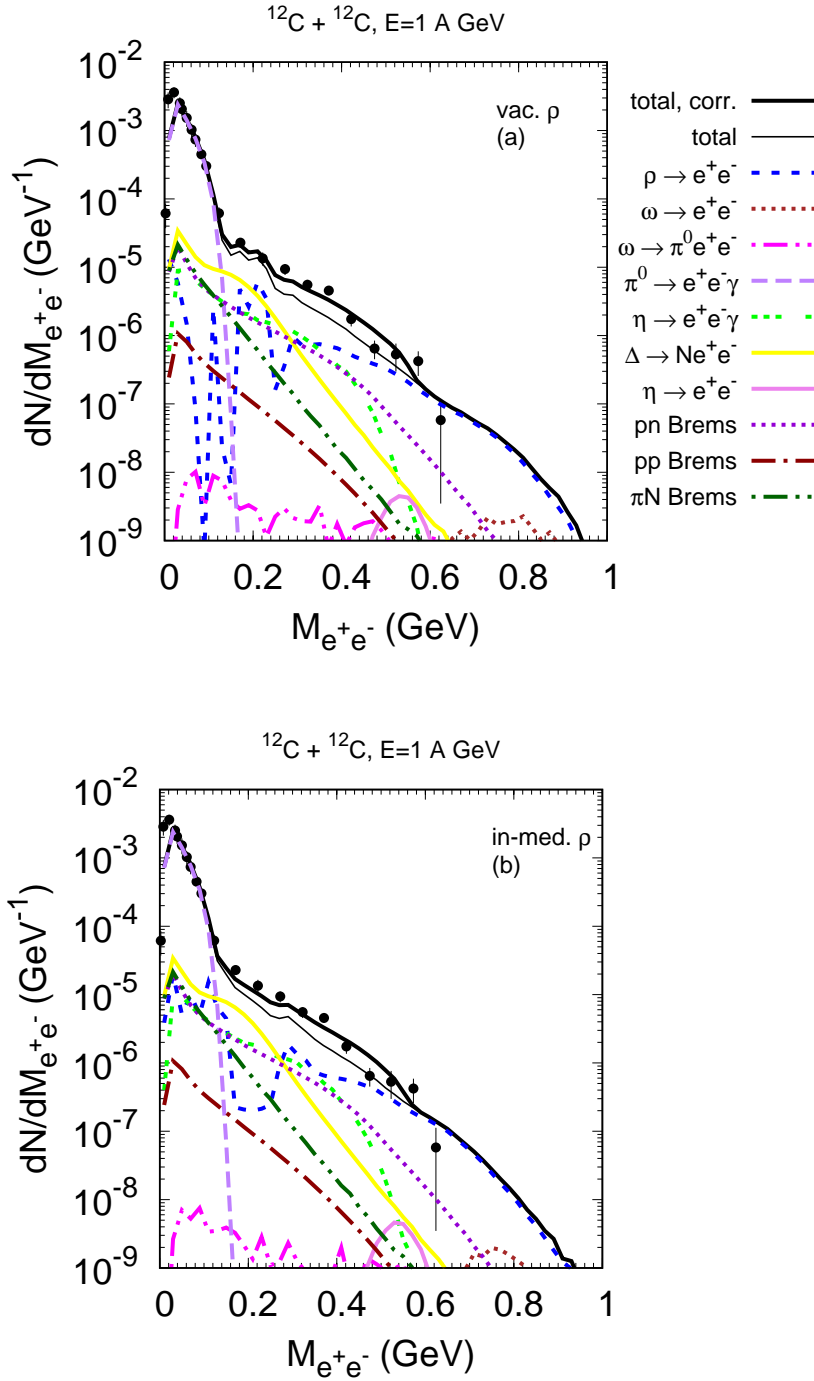 ¹²C + ¹²C, E=1 A GeV
vac. ρ
(a)
10⁻²
10⁻³
10⁻⁴
10⁻⁵
10⁻⁶
10⁻⁷
10⁻⁸
10⁻⁹
dN/dM_{e⁺e⁻} (GeV⁻¹)
0 0.2 0.4 0.6 0.8 1
M_{e⁺e⁻} (GeV)
total, corr.
total
ρ → e⁺e⁻
ω → e⁺e⁻
ω → π⁰e⁺e⁻
π⁰ → e⁺e⁻γ
η → e⁺e⁻γ
Δ → Ne⁺e⁻
η → e⁺e⁻
pn Brems
pp Brems
πN Brems
¹²C + ¹²C, E=1 A GeV
in-med. ρ
(b)
10⁻²
10⁻³
10⁻⁴
10⁻⁵
10⁻⁶
10⁻⁷
10⁻⁸
10⁻⁹
dN/dM_{e⁺e⁻} (GeV⁻¹)
0 0.2 0.4 0.6 0.8 1
M_{e⁺e⁻} (GeV)